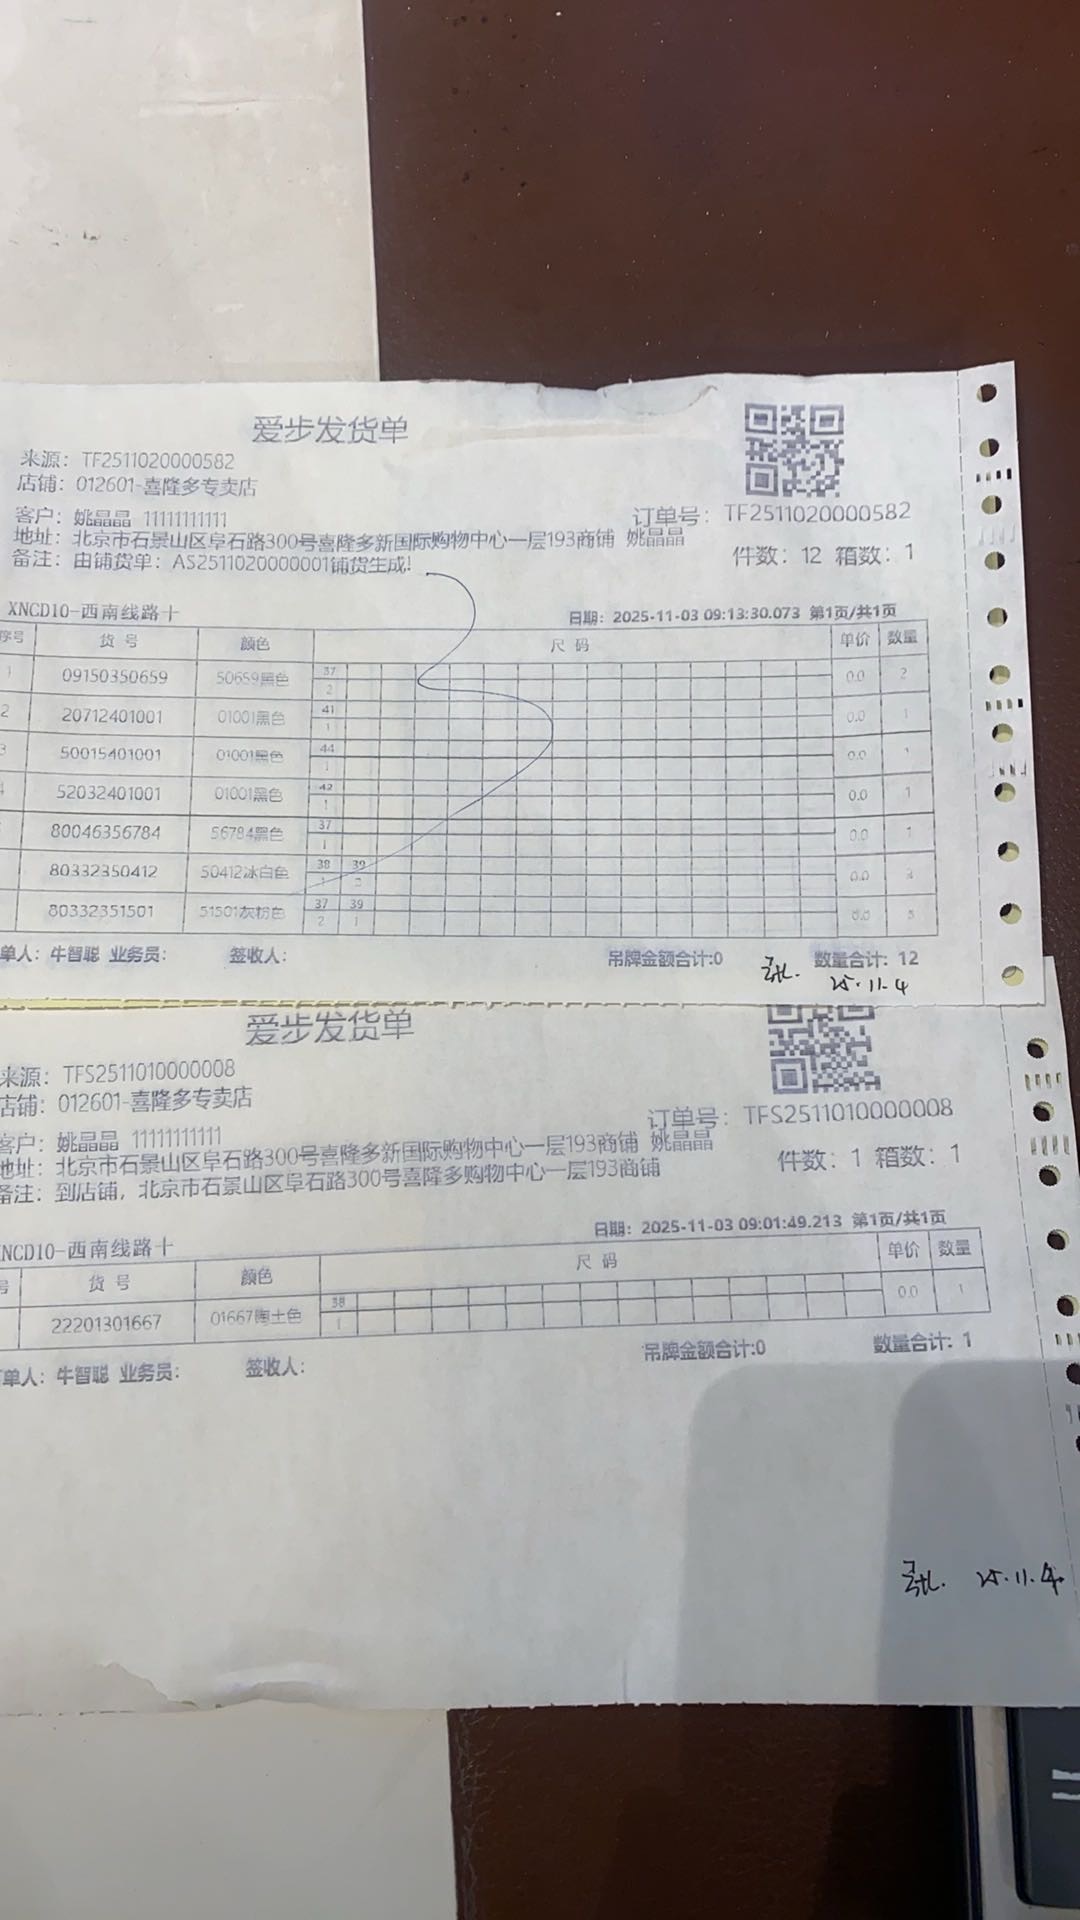 爱步发货单
来源：TF2511020000582
店铺：012601-喜隆多专卖店
客户：姚晶晶 11111111111
订单号：TF2511020000582
地址：北京市石景山区阜石路300号喜隆多新国际购物中心一层193商铺 姚晶晶
备注：由铺货单：AS2511020000001铺货生成!
件数：12 箱数：1
XNCD10-西南线路十
日期：2025-11-03 09:13:30.073 第1页/共1页
序号 货号 颜色 尺码 单价 数量
1 09150350659 50659黑色 37 0.0 2
2
2 20712401001 01001黑色 41 0.0 1
1
3 50015401001 01001黑色 44 0.0 1
1
52032401001 01001黑色 42 0.0 1
1
80046356784 56784黑色 37 0.0 1
1
80332350412 50412冰白色 38 39 0.0
1
80332351501 51501灰粉色 37 39 0.0 3
2 1
单人：牛智聪 业务员： 签收人： 吊牌金额合计:0 数量合计：12
25.11.4
爱步发货单
来源：TFS2511010000008
店铺：012601-喜隆多专卖店
客户：姚晶晶 11111111111
订单号：TFS2511010000008
地址：北京市石景山区阜石路300号喜隆多新国际购物中心一层193商铺 姚晶晶
备注：到店铺，北京市石景山区阜石路300号喜隆多购物中心一层193商铺
件数：1 箱数：1
NCD10-西南线路十
日期：2025-11-03 09:01:49.213 第1页/共1页
号 货号 颜色 尺码 单价 数量
22201301667 01667陶土色 38 0.0 1
1
单人：牛智聪 业务员： 签收人： 吊牌金额合计:0 数量合计：1
25.11.4